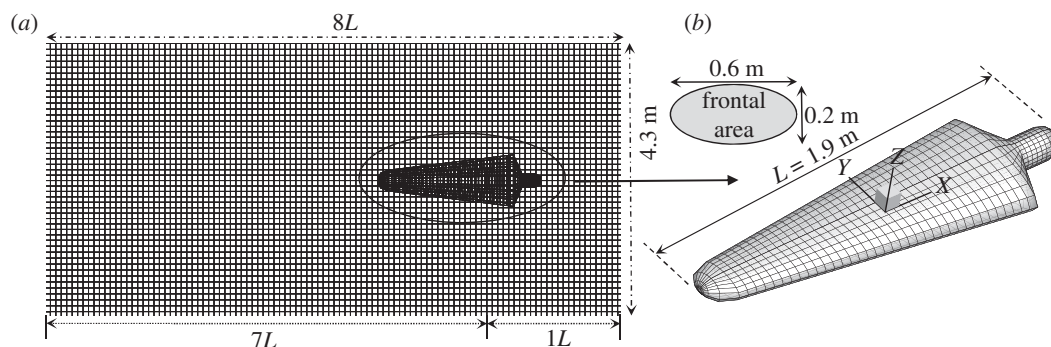 (a)
8L
4.3 m
7L
1L
(b)
0.6 m
frontal
area
0.2 m
L = 1.9 m
Y
Z
X